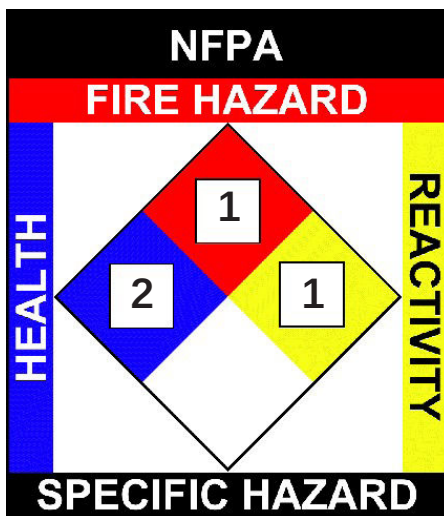 NFPA
FIRE HAZARD
HEALTH
1
2
1
REACTIVITY
SPECIFIC HAZARD